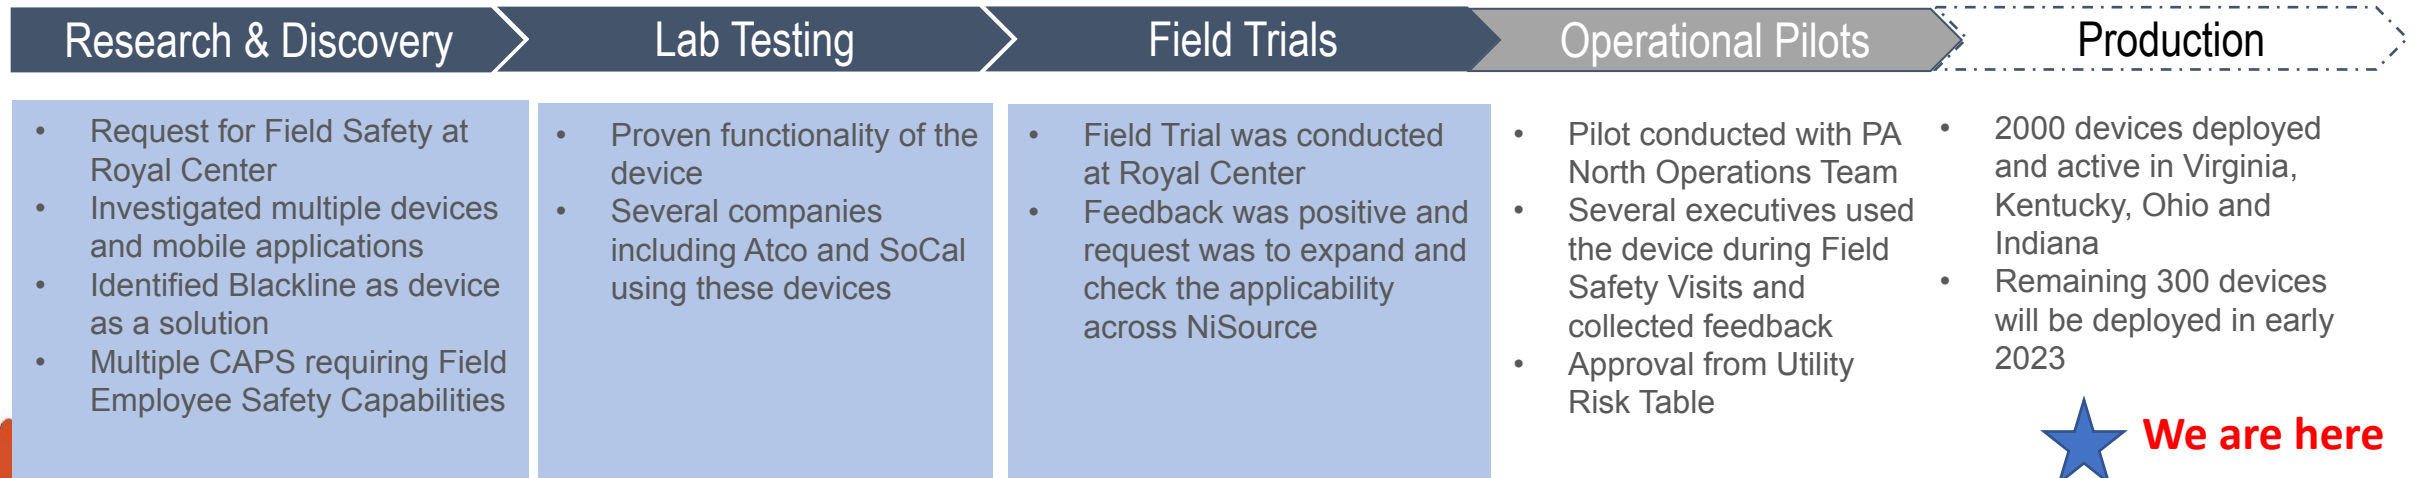 Research & Discovery
Lab Testing
Field Trials
Operational Pilots
Production
• Request for Field Safety at
Royal Center
• Investigated multiple devices
and mobile applications
• Identified Blackline as device
as a solution
• Multiple CAPS requiring Field
Employee Safety Capabilities
• Proven functionality of the
device
• Several companies
including Atco and SoCal
using these devices
• Field Trial was conducted
at Royal Center
• Feedback was positive and
request was to expand and
check the applicability
across NiSource
• Pilot conducted with PA
North Operations Team
• Several executives used
the device during Field
Safety Visits and
collected feedback
• Approval from Utility
Risk Table
• 2000 devices deployed
and active in Virginia,
Kentucky, Ohio and
Indiana
• Remaining 300 devices
will be deployed in early
2023
We are here